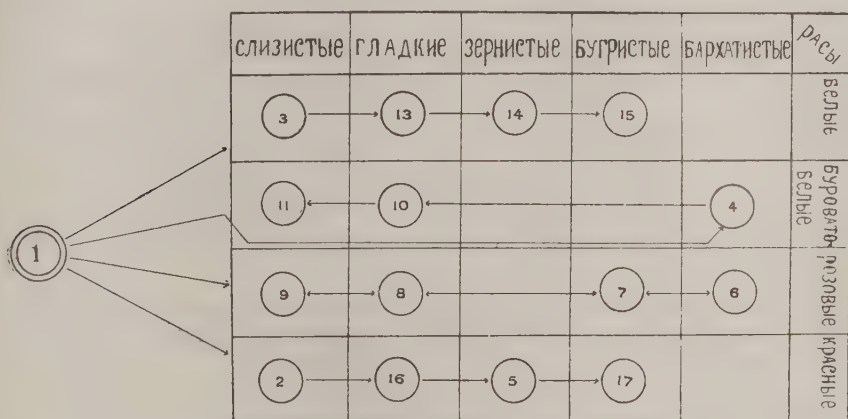 СЛИЗИСТЫЕ ГЛАДКИЕ ЗЕРНИСТЫЕ БУГРИСТЫЕ БАРХАТИСТЫЕ РАСЫ
3 13 14 15 БЕЛЫЕ
11 10 4 БУРОВАТО-
БЕЛЫЕ
1
9 8 7 6 РОЗОВЫЕ
2 16 5 17 КРАСНЫЕ